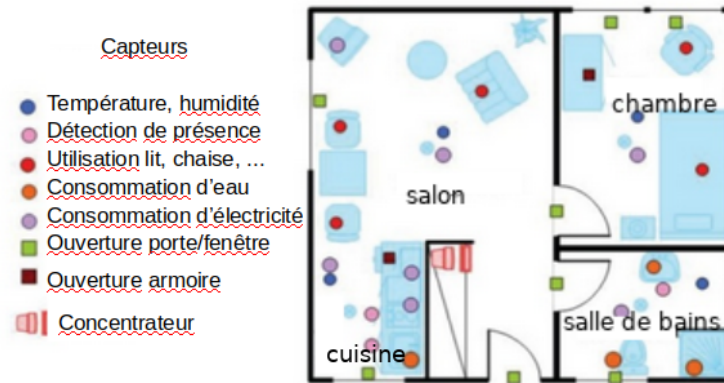 Capteurs
Température, humidité
Détection de présence
Utilisation lit, chaise, ...
Consommation d'eau
Consommation d'électricité
Ouverture porte/fenêtre
Ouverture armoire
Concentrateur
chambre
salon
salle de bains
cuisine